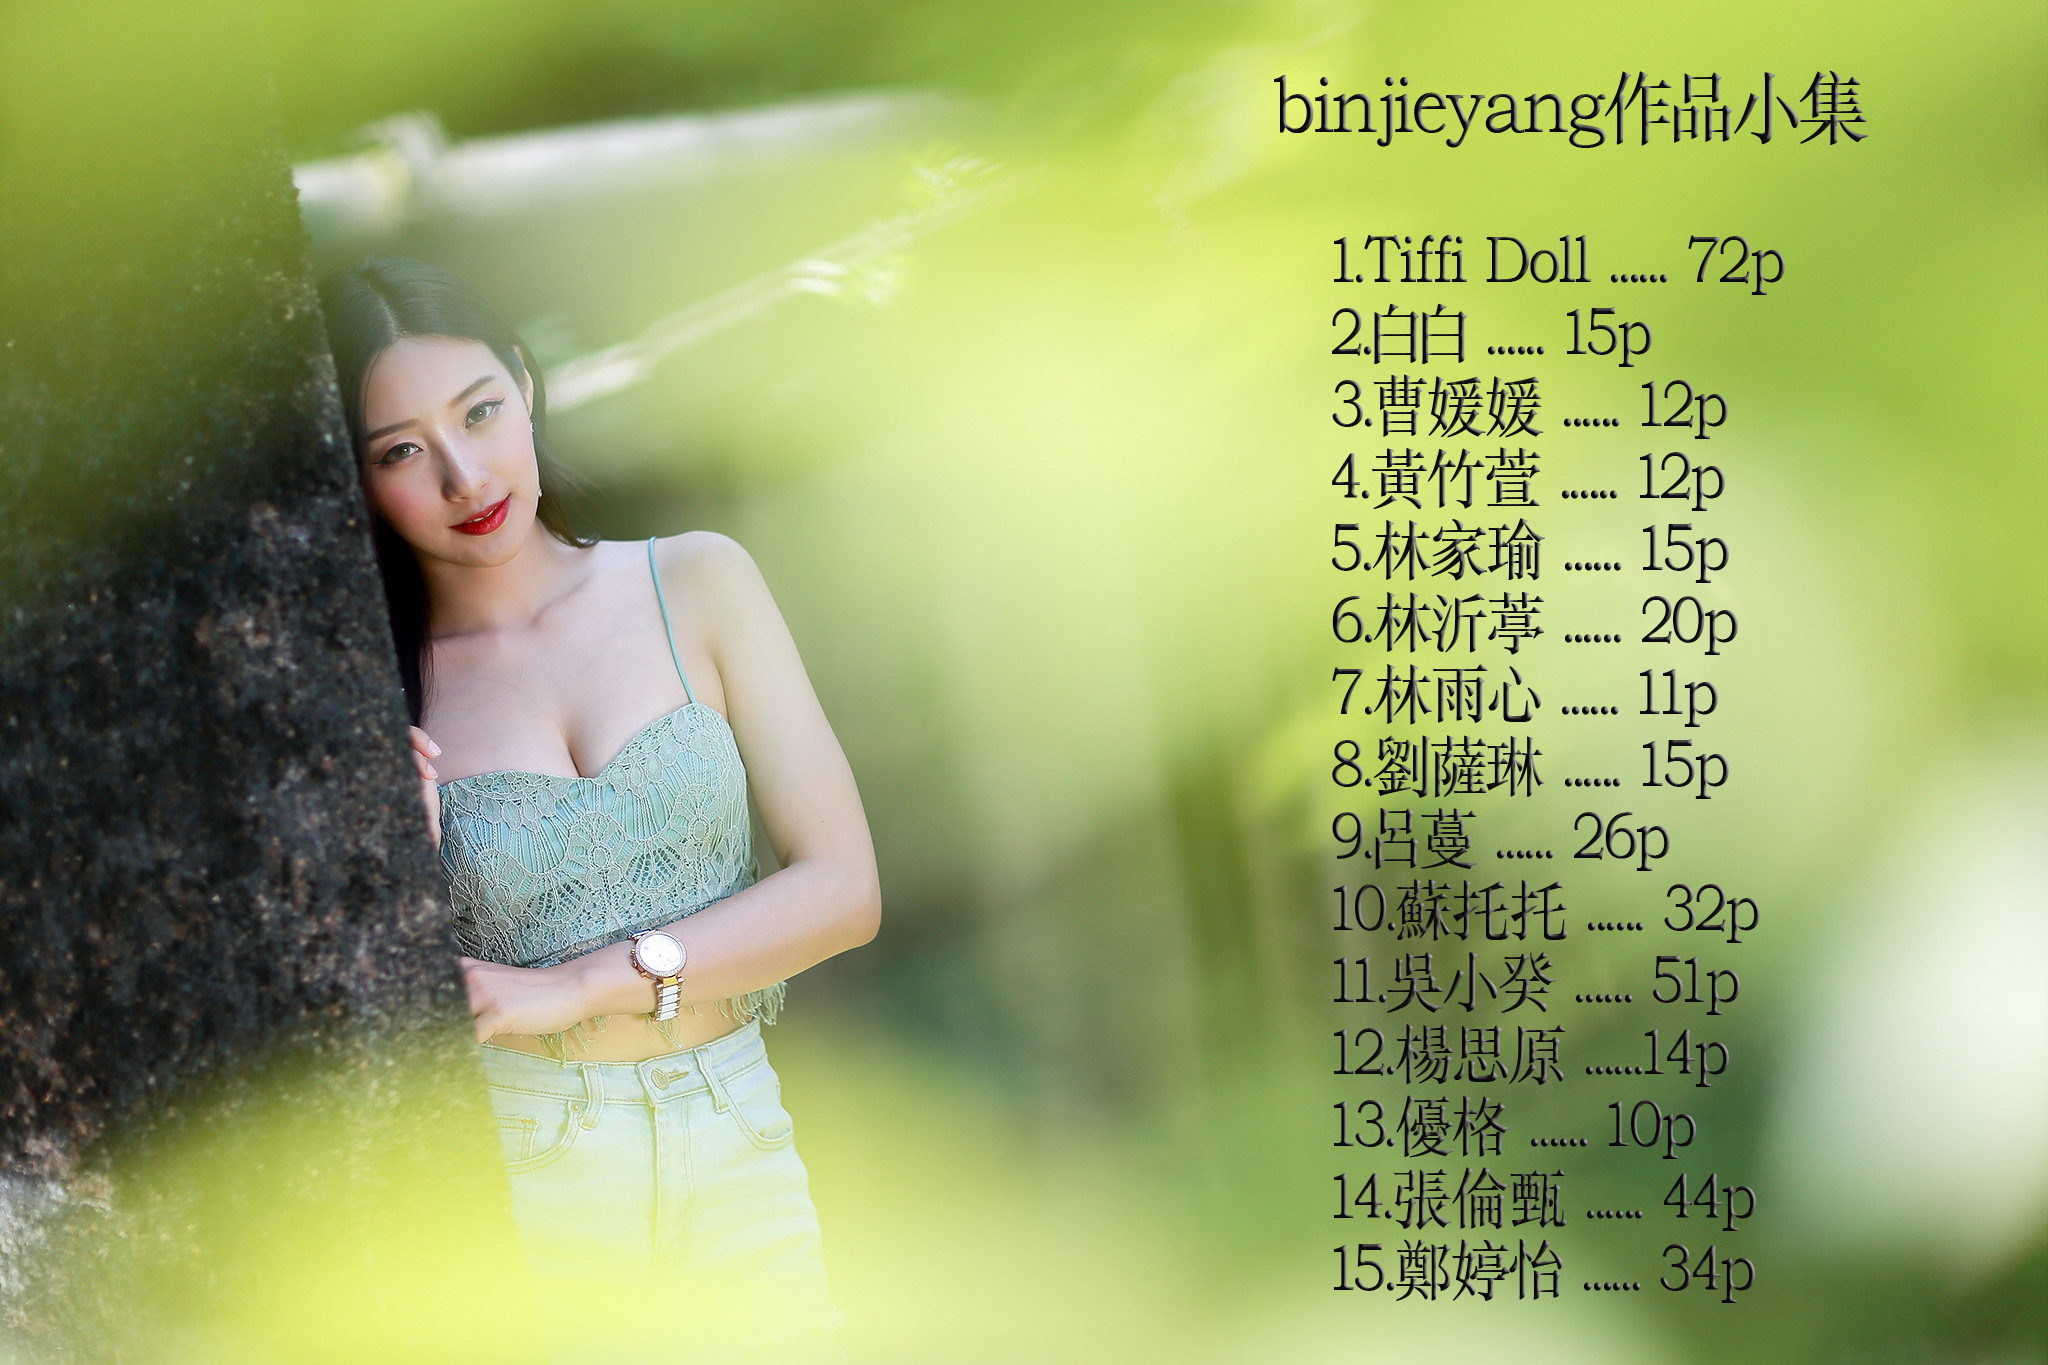 binjieyang作品小集
1.Tiffi Doll ...... 72p
2.白白 ...... 15p
3.曹媛媛 ...... 12p
4.黃竹萱 ...... 12p
5.林家瑜 ...... 15p
6.林沂葶 ...... 20p
7.林雨心 ...... 11p
8.劉薩琳 ...... 15p
9.呂蔓 ...... 26p
10.蘇托托 ...... 32p
11.吳小癸 ...... 51p
12.楊思原 ......14p
13.優格 ...... 10p
14.張倫甄 ...... 44p
15.鄭婷怡 ...... 34p